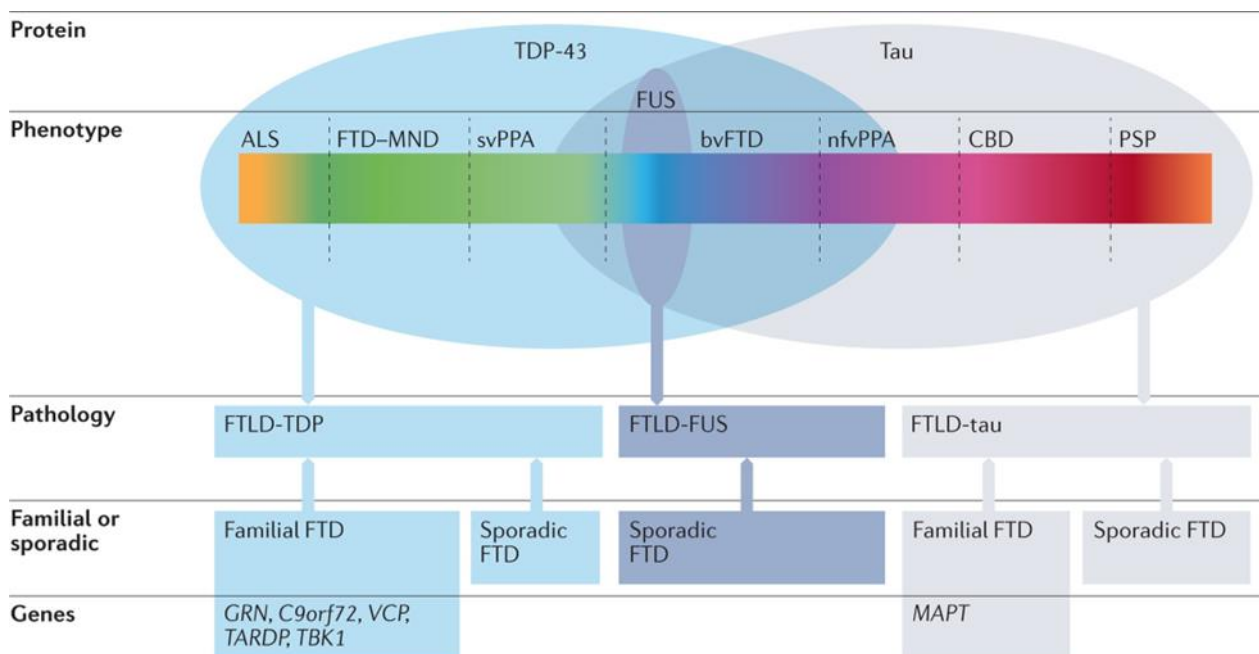 Protein
TDP-43
Tau
FUS
Phenotype
ALS
FTD–MND
svPPA
bvFTD
nfvPPA
CBD
PSP
Pathology
FTLD-TDP
FTLD-FUS
FTLD-tau
Familial or
sporadic
Familial FTD
Sporadic
FTD
Sporadic
FTD
Familial FTD
Sporadic FTD
Genes
GRN, C9orf72, VCP,
TARDP, TBK1
MAPT